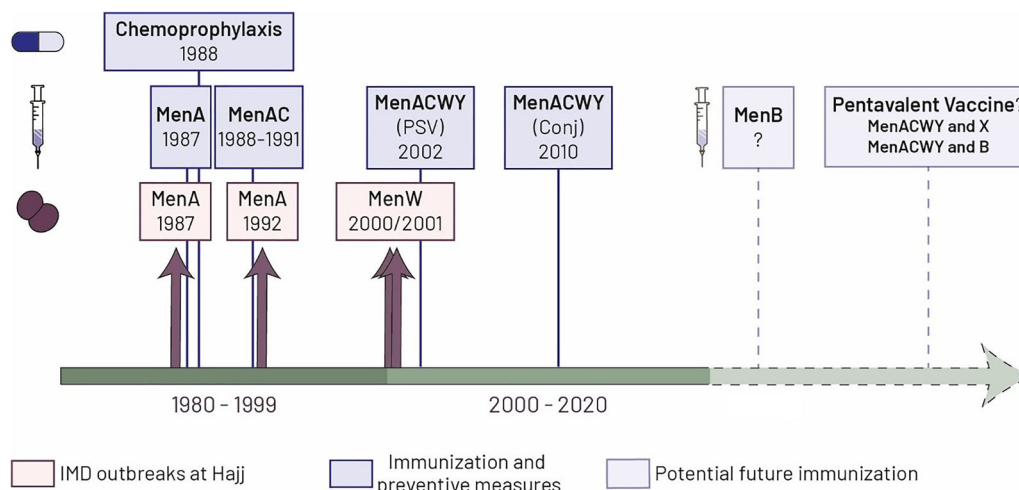 Chemoprophylaxis
1988
MenA
1987
MenAC
1988-1991
MenACWY
(PSV)
2002
MenACWY
(Conj)
2010
MenB
?
Pentavalent Vaccine?
MenACWY and X
MenACWY and B
MenA
1987
MenA
1992
MenW
2000/2001
1980 - 1999
2000 - 2020
IMD outbreaks at Hajj
Immunization and
preventive measures
Potential future immunization